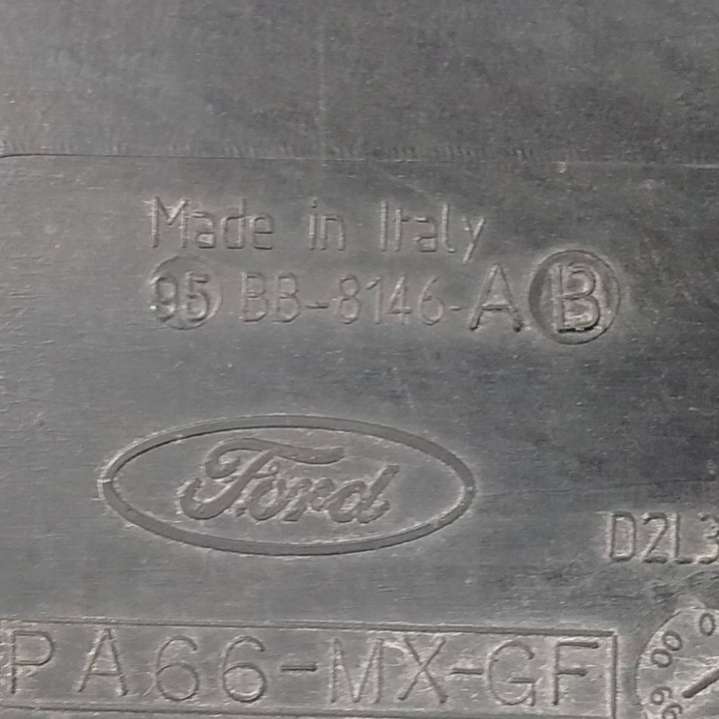 Made in Italy
95 BB-8146-A B
Ford
D2L3
PA66-MX-GF